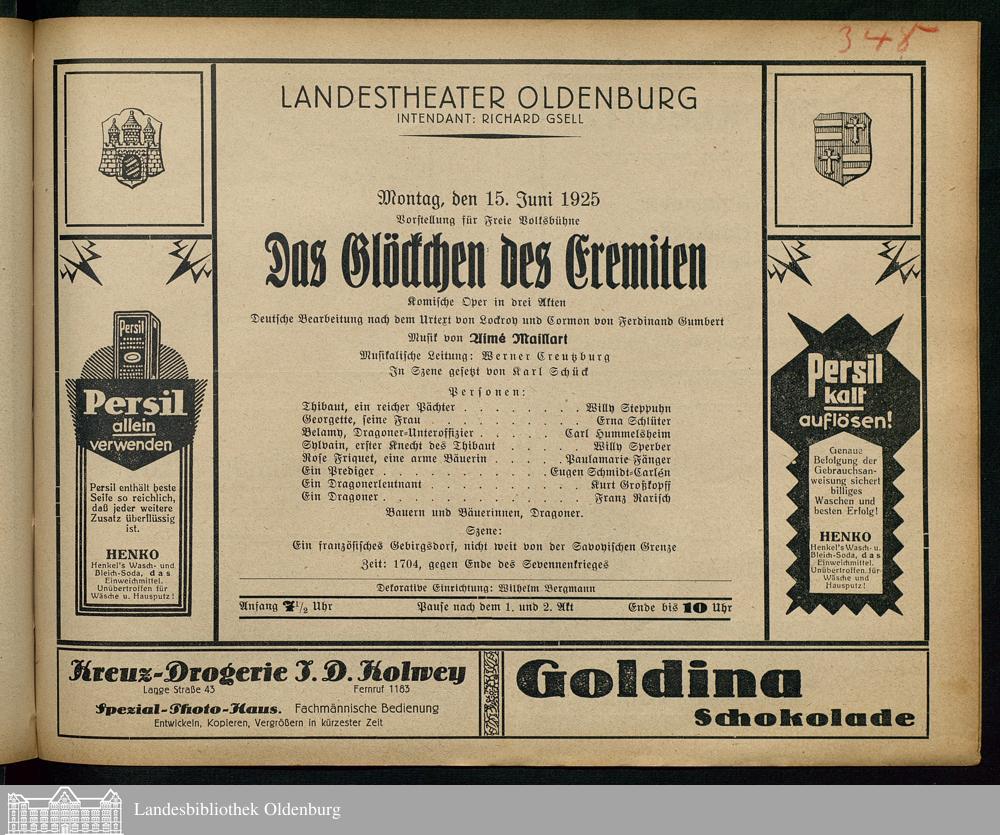 348
LANDESTHEATER OLDENBURG
INTENDANT: RICHARD GSELL
Montag, den 15. Juni 1925
Vorstellung für Freie Volksbühne
Das Glöckchen des Eremiten
Komische Oper in drei Akten
Deutsche Bearbeitung nach dem Urtext von Lockroy und Cormon von Ferdinand Gumbert
Musik von Aimé Maillart
Musikalische Leitung: Werner Creutzburg
In Szene gesetzt von Karl Schück
Personen:
Thibaut, ein reicher Pächter . . . . . . . . Willy Steppuhn
Georgette, seine Frau . . . . . . . . Erna Schlüter
Belamy, Dragoner-Unteroffizier . . . . . Carl Hummelsheim
Sylvain, erster Knecht des Thibaut . . . . . Willy Sperber
Rose Friquet, eine arme Bäuerin . . . . Paulamarie Fänger
Ein Prediger . . . . . . . . . Eugen Schmidt-Carlén
Ein Dragonerleutnant . . . . . . . . Kurt Großkopff
Ein Dragoner . . . . . . . . . . Franz Rarisch
Bauern und Bäuerinnen, Dragoner.
Szene:
Ein französisches Gebirgsdorf, nicht weit von der Savoyischen Grenze
Zeit: 1704, gegen Ende des Sevennenkrieges
Dekorative Einrichtung: Wilhelm Bergmann
Anfang 7 1/2 Uhr Pause nach dem 1. und 2. Akt Ende bis 10 Uhr
Persil
Persil
allein
verwenden
Persil enthält beste
Seife so reichlich,
daß jeder weitere
Zusatz überflüssig
ist.
HENKO
Henkel's Wasch- und
Bleich-Soda, das
Einweichmittel.
Unübertroffen für
Wäsche u. Hausputz!
Persil
kalt
auflösen!
Genaue
Befolgung der
Gebrauchsan-
weisung sichert
billiges
Waschen und
besten Erfolg!
HENKO
Henkel's Wasch- u.
Bleich-Soda, das
Einweichmittel.
Unübertroffen für
Wäsche und
Hausputz!
Kreuz-Drogerie J. D. Kolwey
Lange Straße 43 Fernruf 1183
Spezial-Photo-Haus. Fachmännische Bedienung
Entwickeln, Kopieren, Vergrößern in kürzester Zeit
Goldina
Schokolade
Landesbibliothek Oldenburg